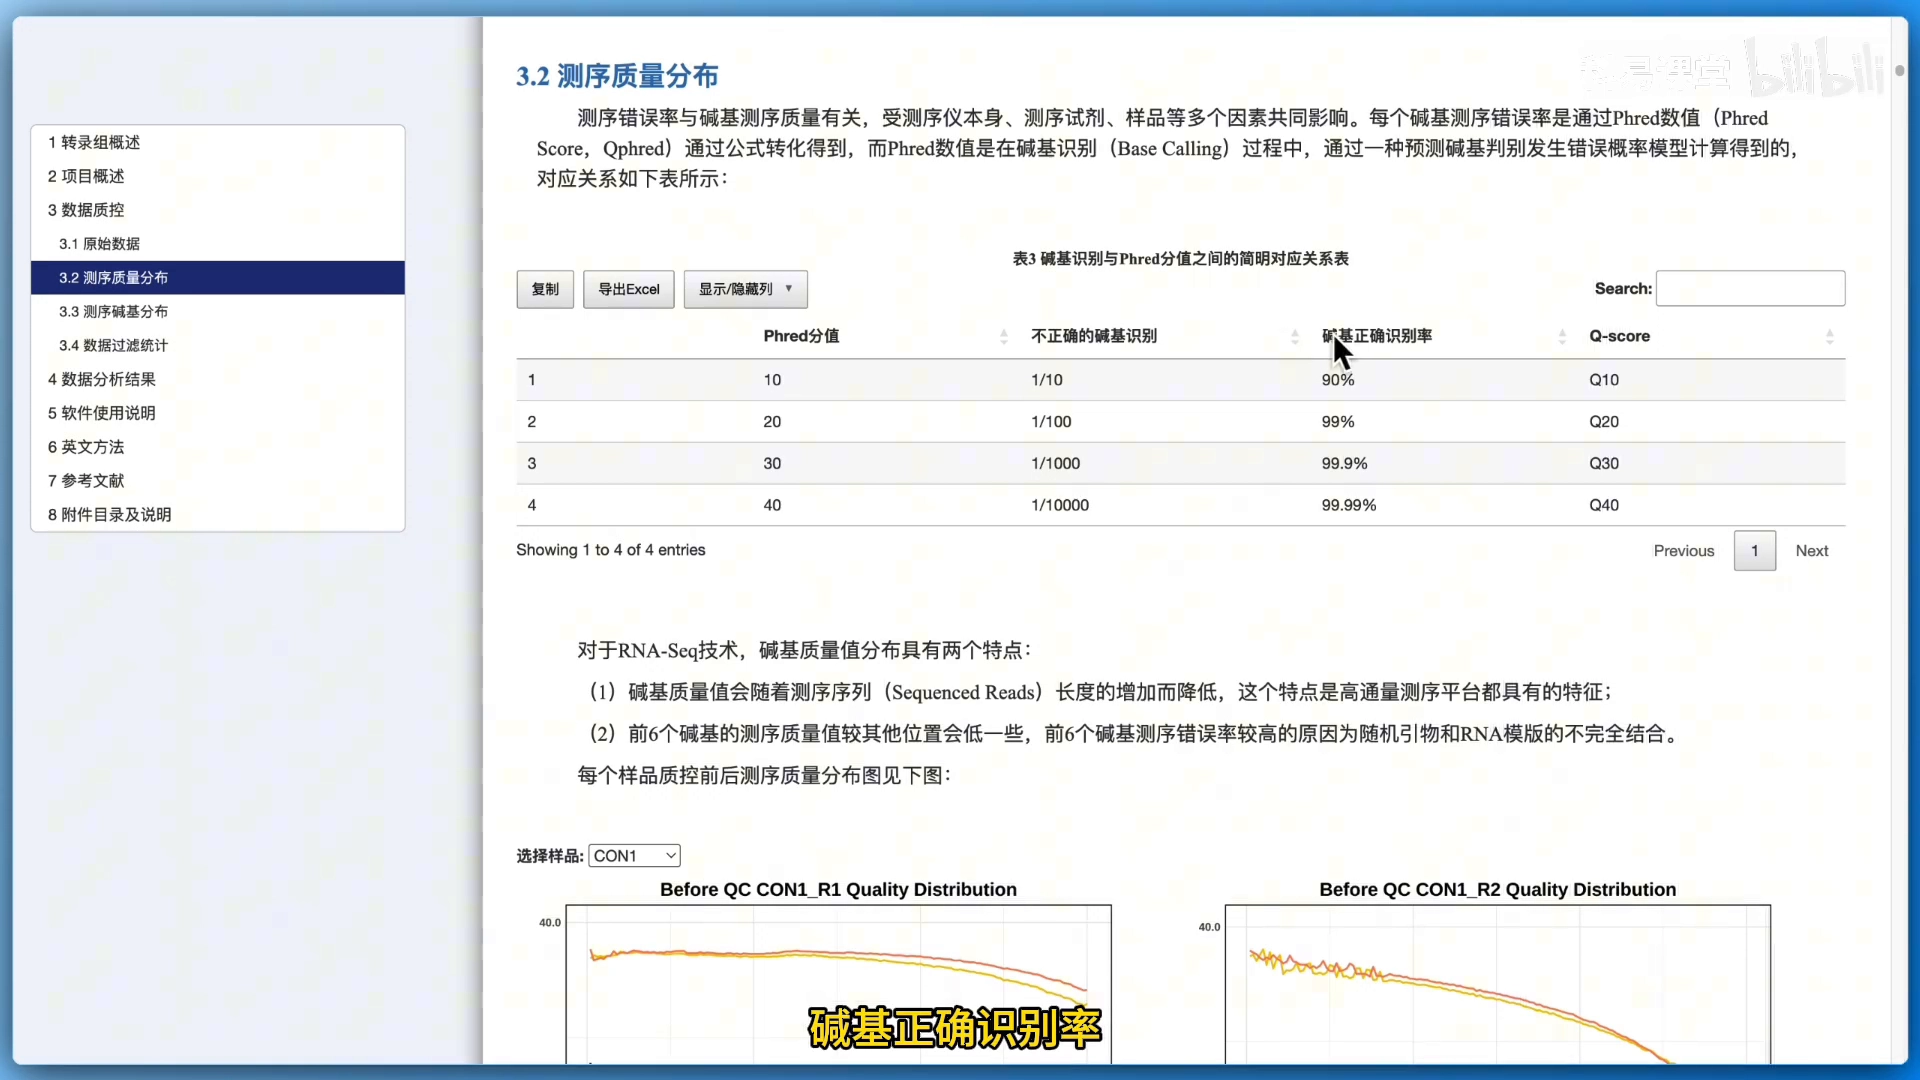 3.2 测序质量分布
课堂 bilibili
测序错误率与碱基测序质量有关，受测序仪本身、测序试剂、样品等多个因素共同影响。每个碱基测序错误率是通过Phred数值（Phred
Score，Qphred）通过公式转化得到，而Phred数值是在碱基识别（Base Calling）过程中，通过一种预测碱基判别发生错误概率模型计算得到的，
对应关系如下表所示：
1 转录组概述
2 项目概述
3 数据质控
3.1 原始数据
3.2 测序质量分布
3.3 测序碱基分布
3.4 数据过滤统计
4 数据分析结果
5 软件使用说明
6 英文方法
7 参考文献
8 附件目录及说明
表3 碱基识别与Phred分值之间的简明对应关系表
复制 导出Excel 显示/隐藏列 ▼ Search:
Phred分值 不正确的碱基识别 碱基正确识别率 Q-score
1 10 1/10 90% Q10
2 20 1/100 99% Q20
3 30 1/1000 99.9% Q30
4 40 1/10000 99.99% Q40
Showing 1 to 4 of 4 entries Previous 1 Next
对于RNA-Seq技术，碱基质量值分布具有两个特点：
（1）碱基质量值会随着测序序列（Sequenced Reads）长度的增加而降低，这个特点是高通量测序平台都具有的特征；
（2）前6个碱基的测序质量值较其他位置会低一些，前6个碱基测序错误率较高的原因为随机引物和RNA模版的不完全结合。
每个样品质控前后测序质量分布图见下图：
选择样品: CON1
Before QC CON1_R1 Quality Distribution Before QC CON1_R2 Quality Distribution
40.0 40.0
碱基正确识别率